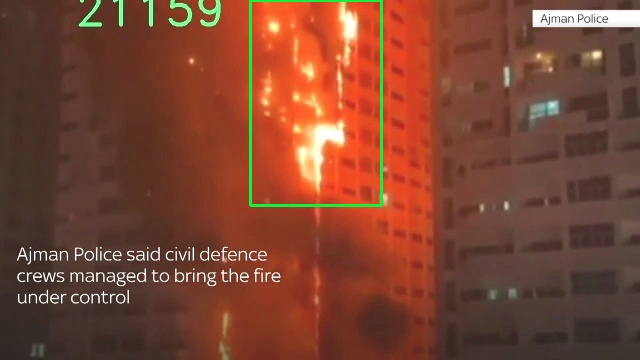 21159
Ajman Police
Ajman Police said civil defence
crews managed to bring the fire
under control